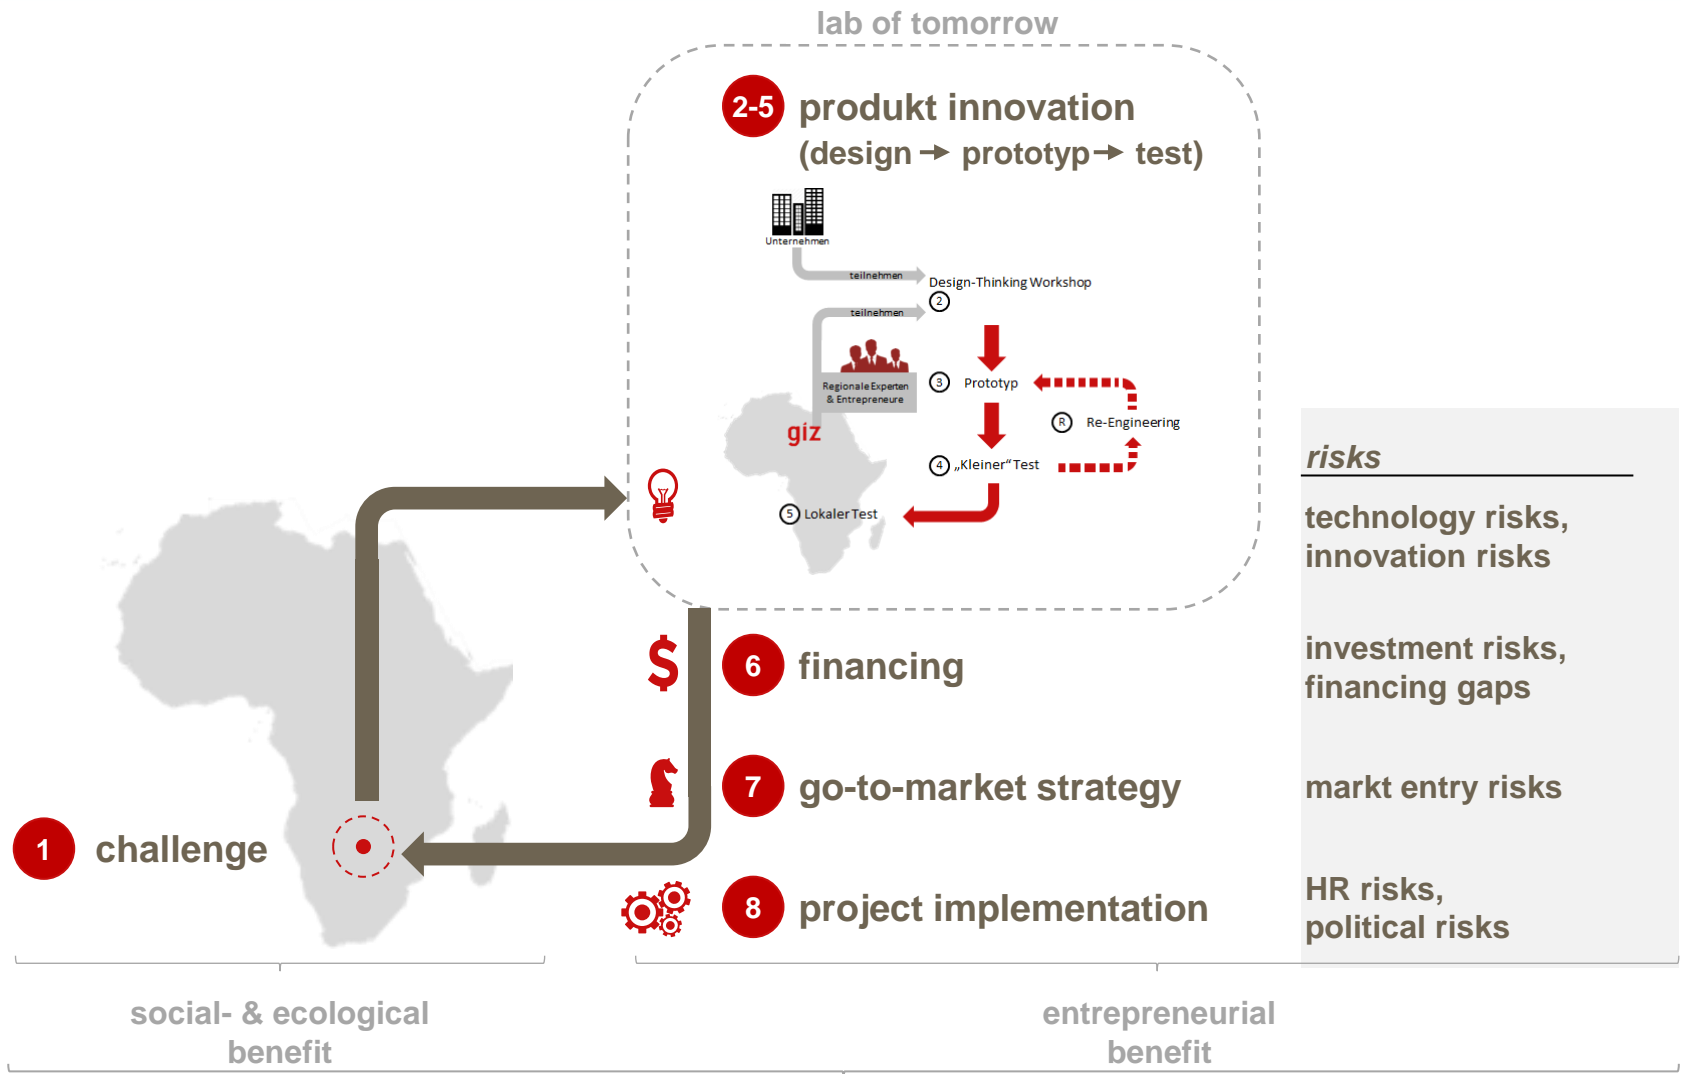 lab of tomorrow
2-5 produkt innovation
(design → prototyp → test)
Unternehmen
teilnehmen
Design-Thinking Workshop
2
teilnehmen
Regionale Experten
& Entrepreneure
3 Prototyp
giz
R Re-Engineering
4 „Kleiner“ Test
5 Lokaler Test
risks
technology risks,
innovation risks
6 financing
$
investment risks,
financing gaps
7 go-to-market strategy
markt entry risks
1 challenge
8 project implementation
HR risks,
political risks
social- & ecological
benefit
entrepreneurial
benefit